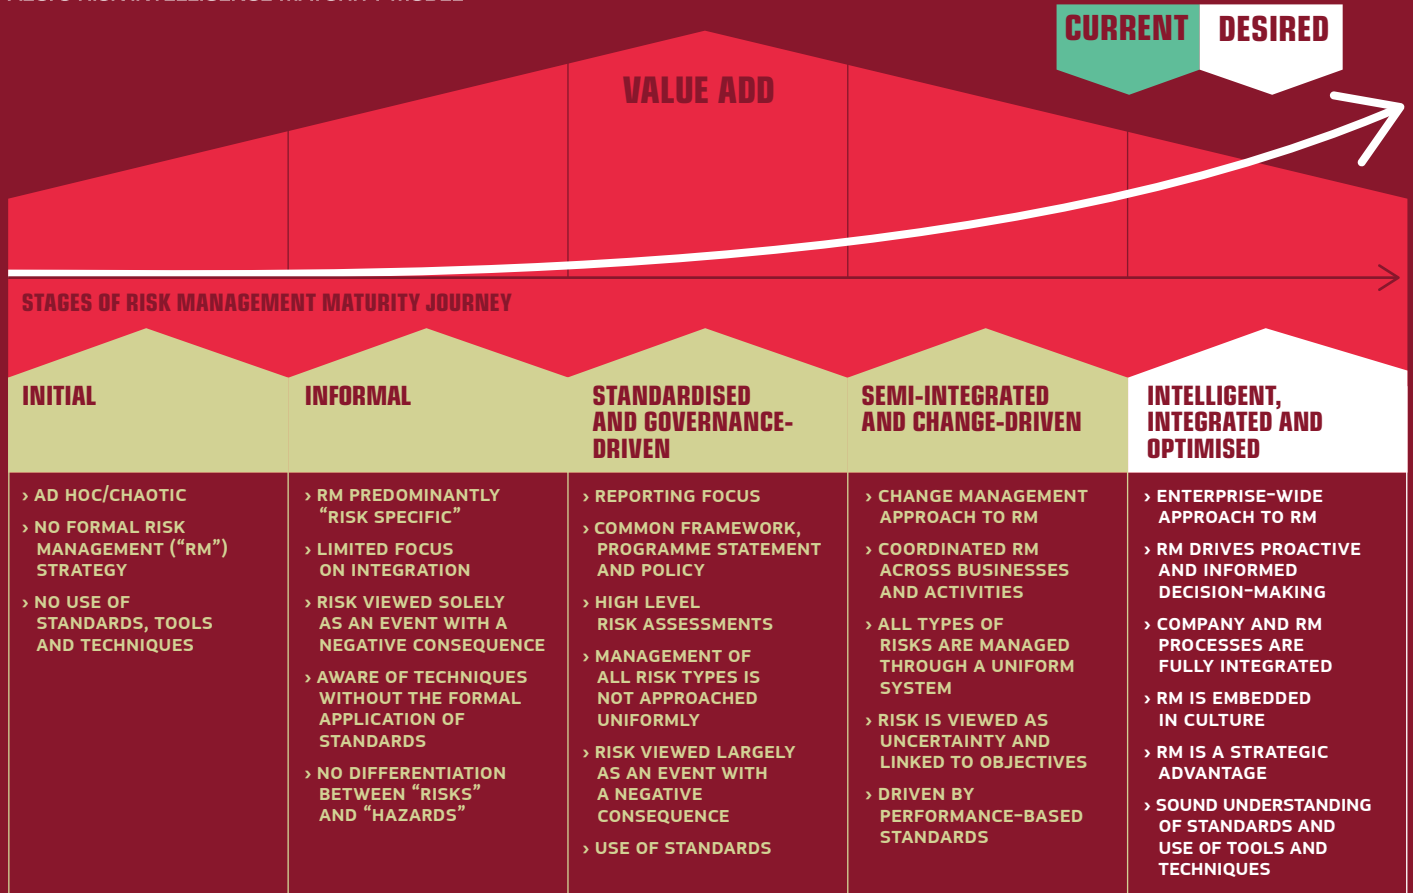 CURRENT
DESIRED
VALUE ADD
STAGES OF RISK MANAGEMENT MATURITY JOURNEY
INITIAL
› AD HOC/CHAOTIC
› NO FORMAL RISK
MANAGEMENT (“RM”)
STRATEGY
› NO USE OF
STANDARDS, TOOLS
AND TECHNIQUES
INFORMAL
› RM PREDOMINANTLY
“RISK SPECIFIC”
› LIMITED FOCUS
ON INTEGRATION
› RISK VIEWED SOLELY
AS AN EVENT WITH A
NEGATIVE CONSEQUENCE
› AWARE OF TECHNIQUES
WITHOUT THE FORMAL
APPLICATION OF
STANDARDS
› NO DIFFERENTIATION
BETWEEN “RISKS”
AND “HAZARDS”
STANDARDISED
AND GOVERNANCE-
DRIVEN
› REPORTING FOCUS
› COMMON FRAMEWORK,
PROGRAMME STATEMENT
AND POLICY
› HIGH LEVEL
RISK ASSESSMENTS
› MANAGEMENT OF
ALL RISK TYPES IS
NOT APPROACHED
UNIFORMLY
› RISK VIEWED LARGELY
AS AN EVENT WITH
A NEGATIVE
CONSEQUENCE
› USE OF STANDARDS
SEMI-INTEGRATED
AND CHANGE-DRIVEN
› CHANGE MANAGEMENT
APPROACH TO RM
› COORDINATED RM
ACROSS BUSINESSES
AND ACTIVITIES
› ALL TYPES OF
RISKS ARE MANAGED
THROUGH A UNIFORM
SYSTEM
› RISK IS VIEWED AS
UNCERTAINTY AND
LINKED TO OBJECTIVES
› DRIVEN BY
PERFORMANCE-BASED
STANDARDS
INTELLIGENT,
INTEGRATED AND
OPTIMISED
› ENTERPRISE-WIDE
APPROACH TO RM
› RM DRIVES PROACTIVE
AND INFORMED
DECISION-MAKING
› COMPANY AND RM
PROCESSES ARE
FULLY INTEGRATED
› RM IS EMBEDDED
IN CULTURE
› RM IS A STRATEGIC
ADVANTAGE
› SOUND UNDERSTANDING
OF STANDARDS AND
USE OF TOOLS AND
TECHNIQUES